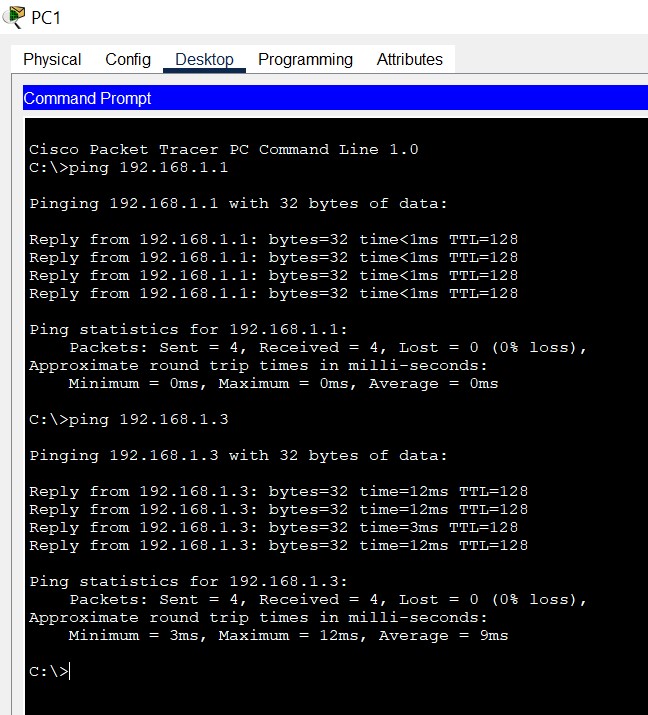 PC1
Physical Config Desktop Programming Attributes
Command Prompt
Cisco Packet Tracer PC Command Line 1.0
C:\>ping 192.168.1.1
Pinging 192.168.1.1 with 32 bytes of data:
Reply from 192.168.1.1: bytes=32 time<1ms TTL=128
Reply from 192.168.1.1: bytes=32 time<1ms TTL=128
Reply from 192.168.1.1: bytes=32 time<1ms TTL=128
Reply from 192.168.1.1: bytes=32 time<1ms TTL=128
Ping statistics for 192.168.1.1:
    Packets: Sent = 4, Received = 4, Lost = 0 (0% loss),
Approximate round trip times in milli-seconds:
    Minimum = 0ms, Maximum = 0ms, Average = 0ms
C:\>ping 192.168.1.3
Pinging 192.168.1.3 with 32 bytes of data:
Reply from 192.168.1.3: bytes=32 time=12ms TTL=128
Reply from 192.168.1.3: bytes=32 time=12ms TTL=128
Reply from 192.168.1.3: bytes=32 time=3ms TTL=128
Reply from 192.168.1.3: bytes=32 time=12ms TTL=128
Ping statistics for 192.168.1.3:
    Packets: Sent = 4, Received = 4, Lost = 0 (0% loss),
Approximate round trip times in milli-seconds:
    Minimum = 3ms, Maximum = 12ms, Average = 9ms
C:\>